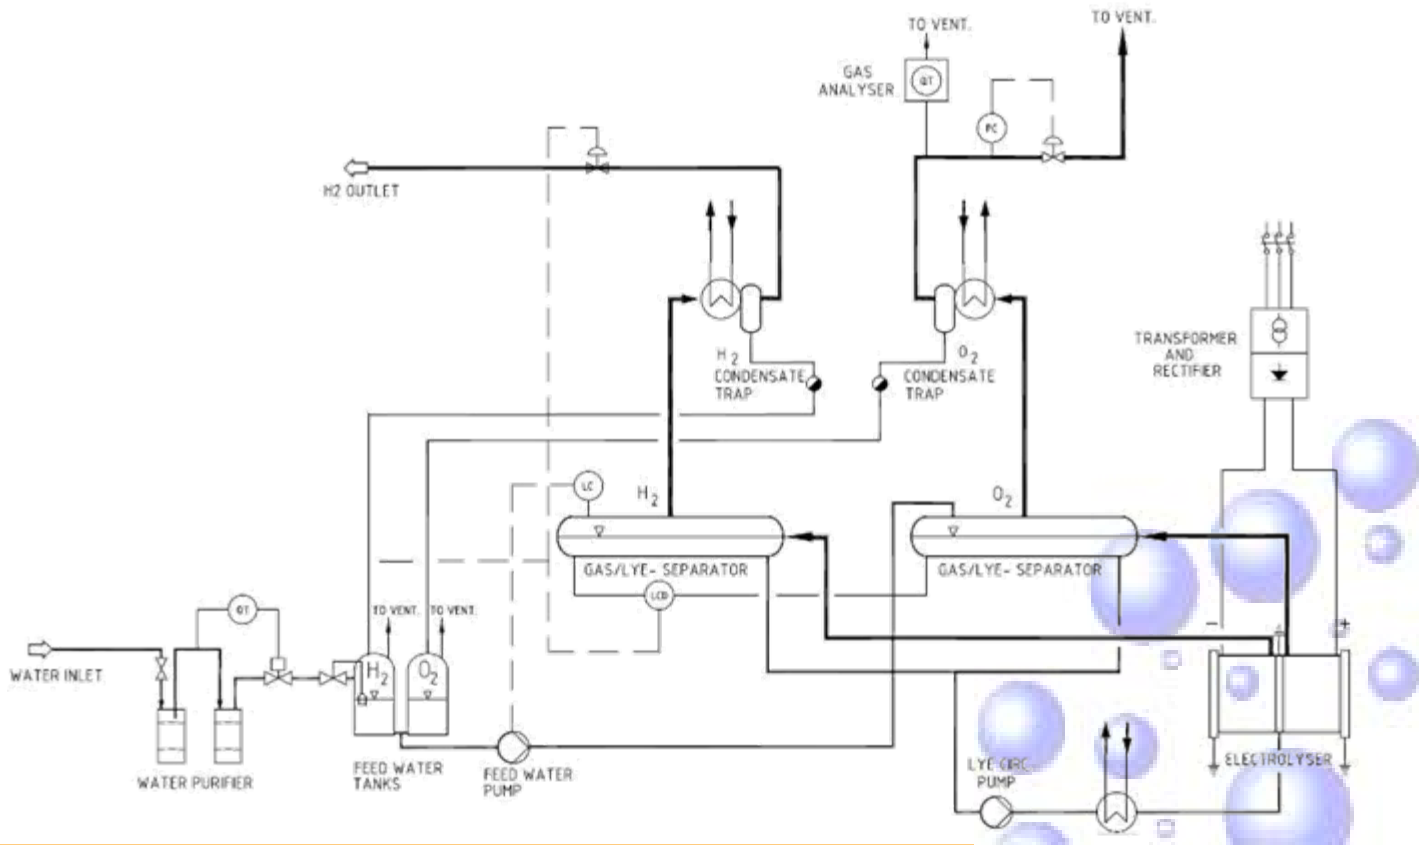 TO VENT.
TO VENT.
GAS
ANALYSER
QT
PC
H2 OUTLET
TRANSFORMER
AND
RECTIFIER
H2
CONDENSATE
TRAP
O2
CONDENSATE
TRAP
LC
H2
O2
GAS/LYE- SEPARATOR
GAS/LYE- SEPARATOR
LCD
QT
TO VENT.
TO VENT.
- +
WATER INLET
H2
O2
WATER PURIFIER
FEED WATER
TANKS
FEED WATER
PUMP
LYE CIRC.
PUMP
ELECTROLYSER